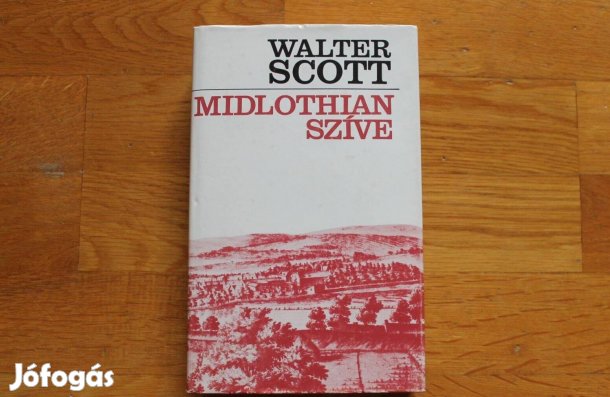 WALTER
SCOTT
MIDLOTHIAN
SZÍVE
Jófogás